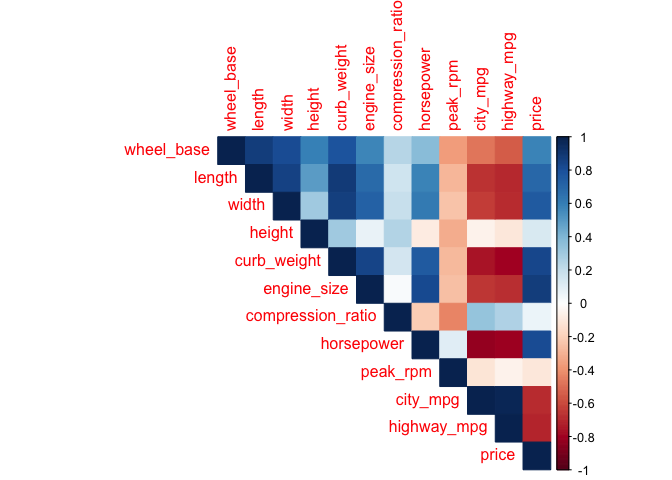 wheel_base
length
width
height
curb_weight
engine_size
compression_ratio
horsepower
peak_rpm
city_mpg
highway_mpg
price
wheel_base
length
width
height
curb_weight
engine_size
compression_ratio
horsepower
peak_rpm
city_mpg
highway_mpg
price
1
0.8
0.6
0.4
0.2
0
-0.2
-0.4
-0.6
-0.8
-1